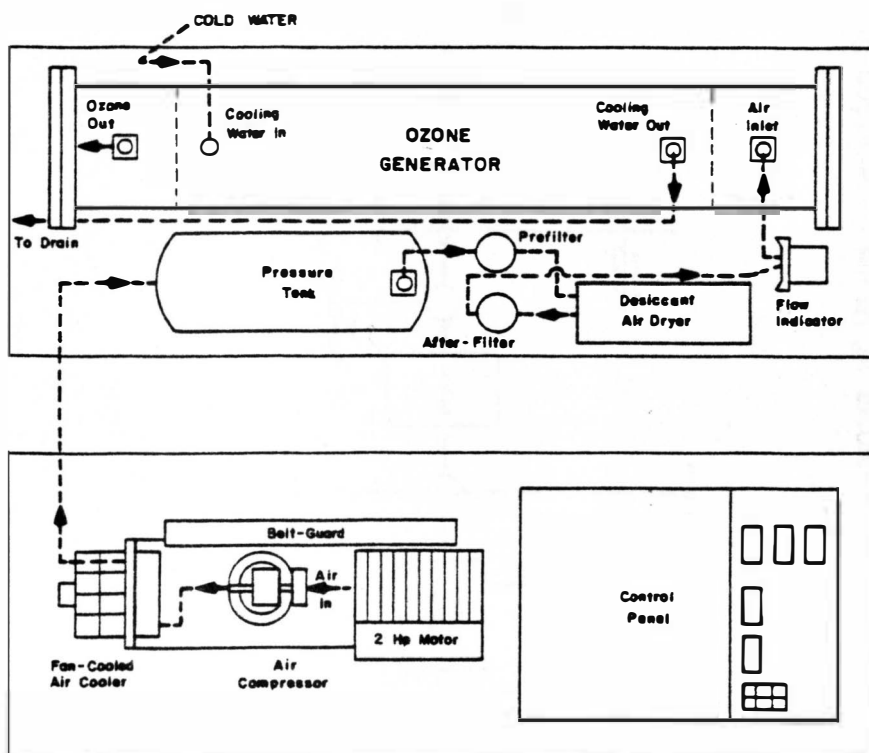 COLD WATER
Ozone
Out
Cooling
Water In
OZONE
GENERATOR
Cooling
Water Out
Air
Inlet
To Drain
Pressure
Tank
Prefilter
After-Filter
Desiccant
Air Dryer
Flow
Indicator
Belt-Guard
Air
In
2 Hp Motor
Fan-Cooled
Air Cooler
Air
Compressor
Control
Panel